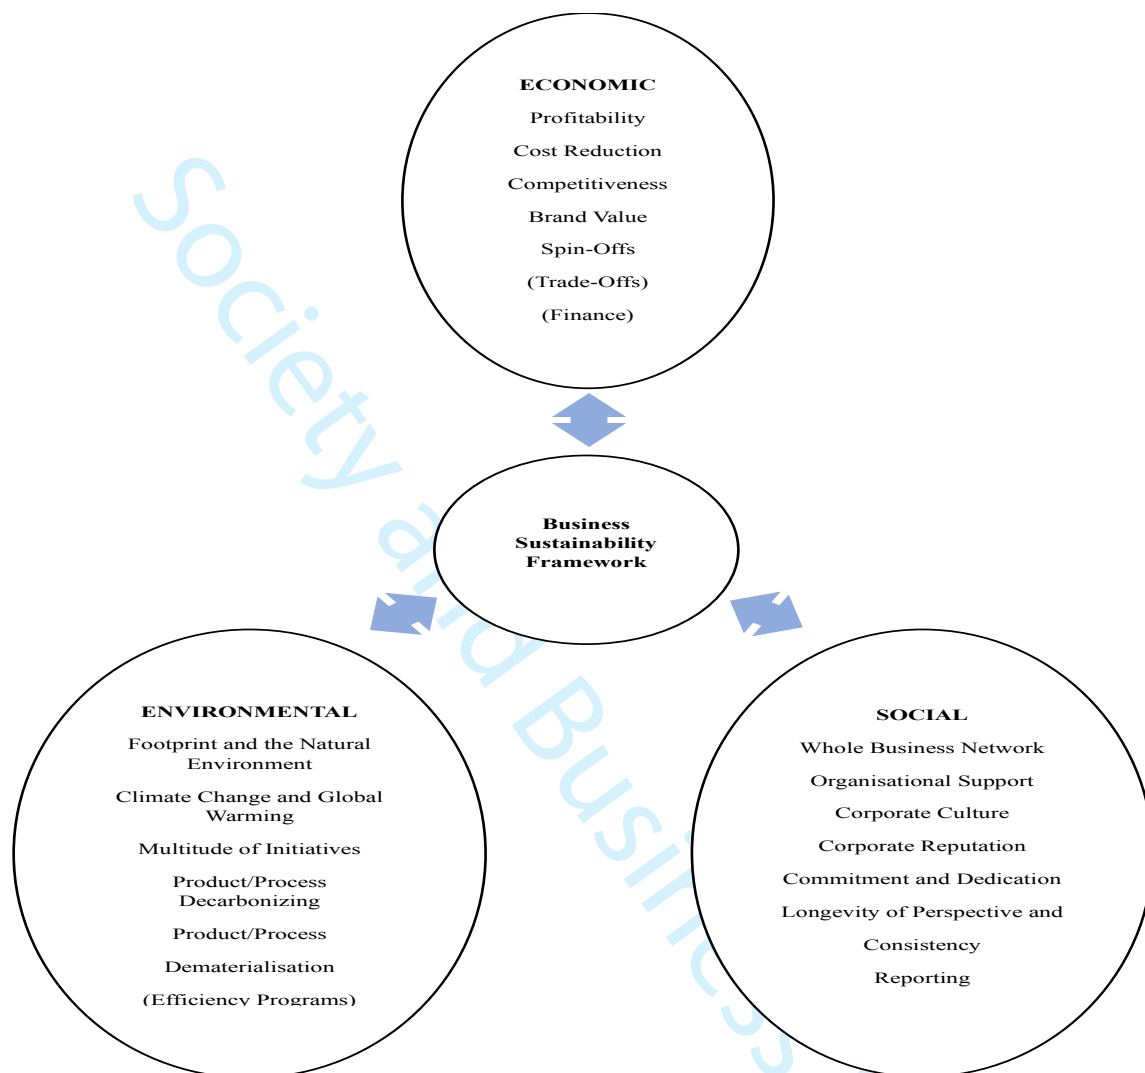 ECONOMIC
Profitability
Cost Reduction
Competitiveness
Brand Value
Spin-Offs
(Trade-Offs)
(Finance)
Business
Sustainability
Framework
ENVIRONMENTAL
Footprint and the Natural
Environment
Climate Change and Global
Warming
Multitude of Initiatives
Product/Process
Decarbonizing
Product/Process
Dematerialisation
(Efficiency Programs)
SOCIAL
Whole Business Network
Organisational Support
Corporate Culture
Corporate Reputation
Commitment and Dedication
Longevity of Perspective and
Consistency
Reporting
Society and Business